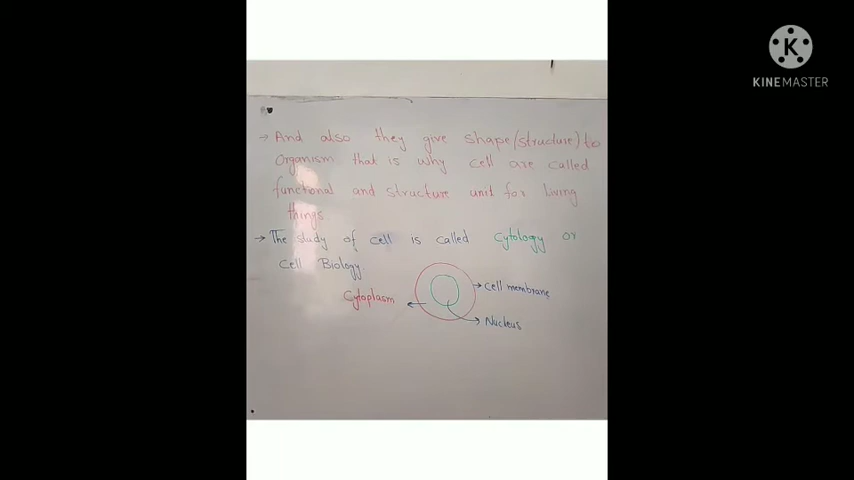 → And also they give shape/structure) to
Organism that is why cell are called
functional and structure unit for living
things
→ The study of cell is called Cytology or
Cell Biology
Cytoplasm
Cell membrane
Nucleus
K
KINEMASTER